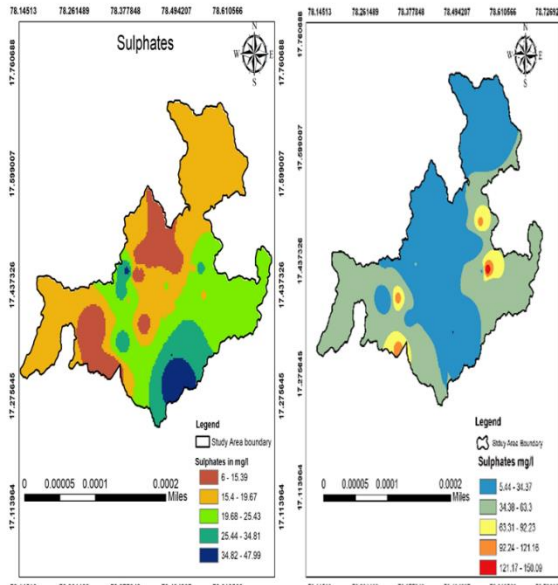 78.14513 78.261489 78.377848 78.494207 78.610566
Sulphates
N
W E
S
17.760688
17.599007
17.437326
17.275645
17.113964
Legend
Study Area boundary
Sulphates in mg/l
6 - 15.39
15.4 - 19.67
19.68 - 25.43
25.44 - 34.81
34.82 - 47.99
0 0.00005 0.0001 0.0002
Miles
78.14513 78.261489 78.377848 78.494207 78.610566 78.72692
N
W E
S
17.760688
17.599007
17.437326
17.275645
17.113964
Legend
Study Area Boundary
Sulphates mg/l
5.44 - 34.37
34.38 - 63.3
63.31 - 92.23
92.24 - 121.16
121.17 - 150.09
0 0.00005 0.0001 0.0002
Miles